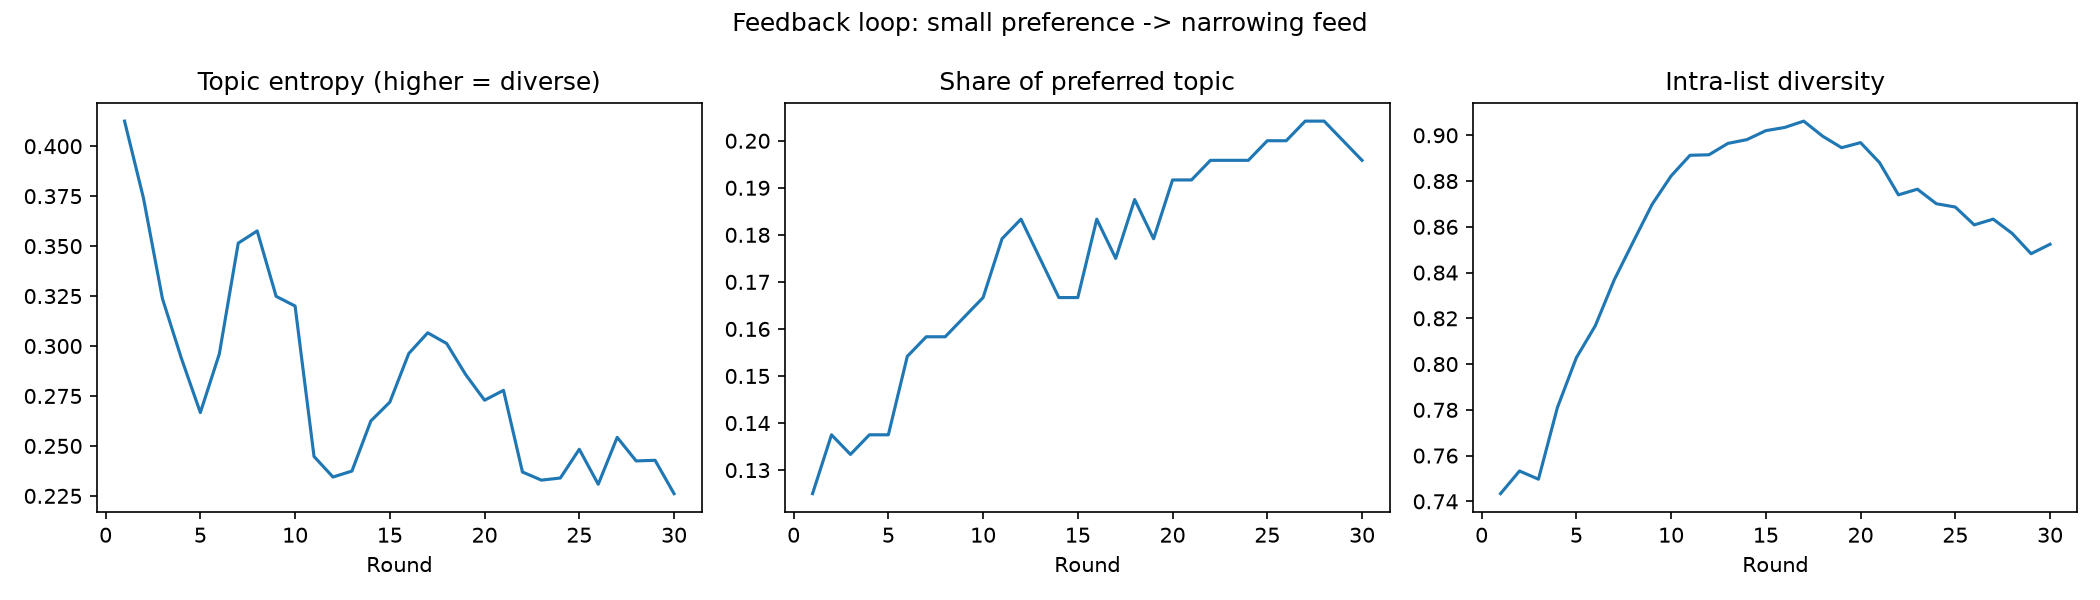 Feedback loop: small preference -> narrowing feed
Topic entropy (higher = diverse)
0.400
0.375
0.350
0.325
0.300
0.275
0.250
0.225
0 5 10 15 20 25 30
Round
Share of preferred topic
0.20
0.19
0.18
0.17
0.16
0.15
0.14
0.13
0 5 10 15 20 25 30
Round
Intra-list diversity
0.90
0.88
0.86
0.84
0.82
0.80
0.78
0.76
0.74
0 5 10 15 20 25 30
Round